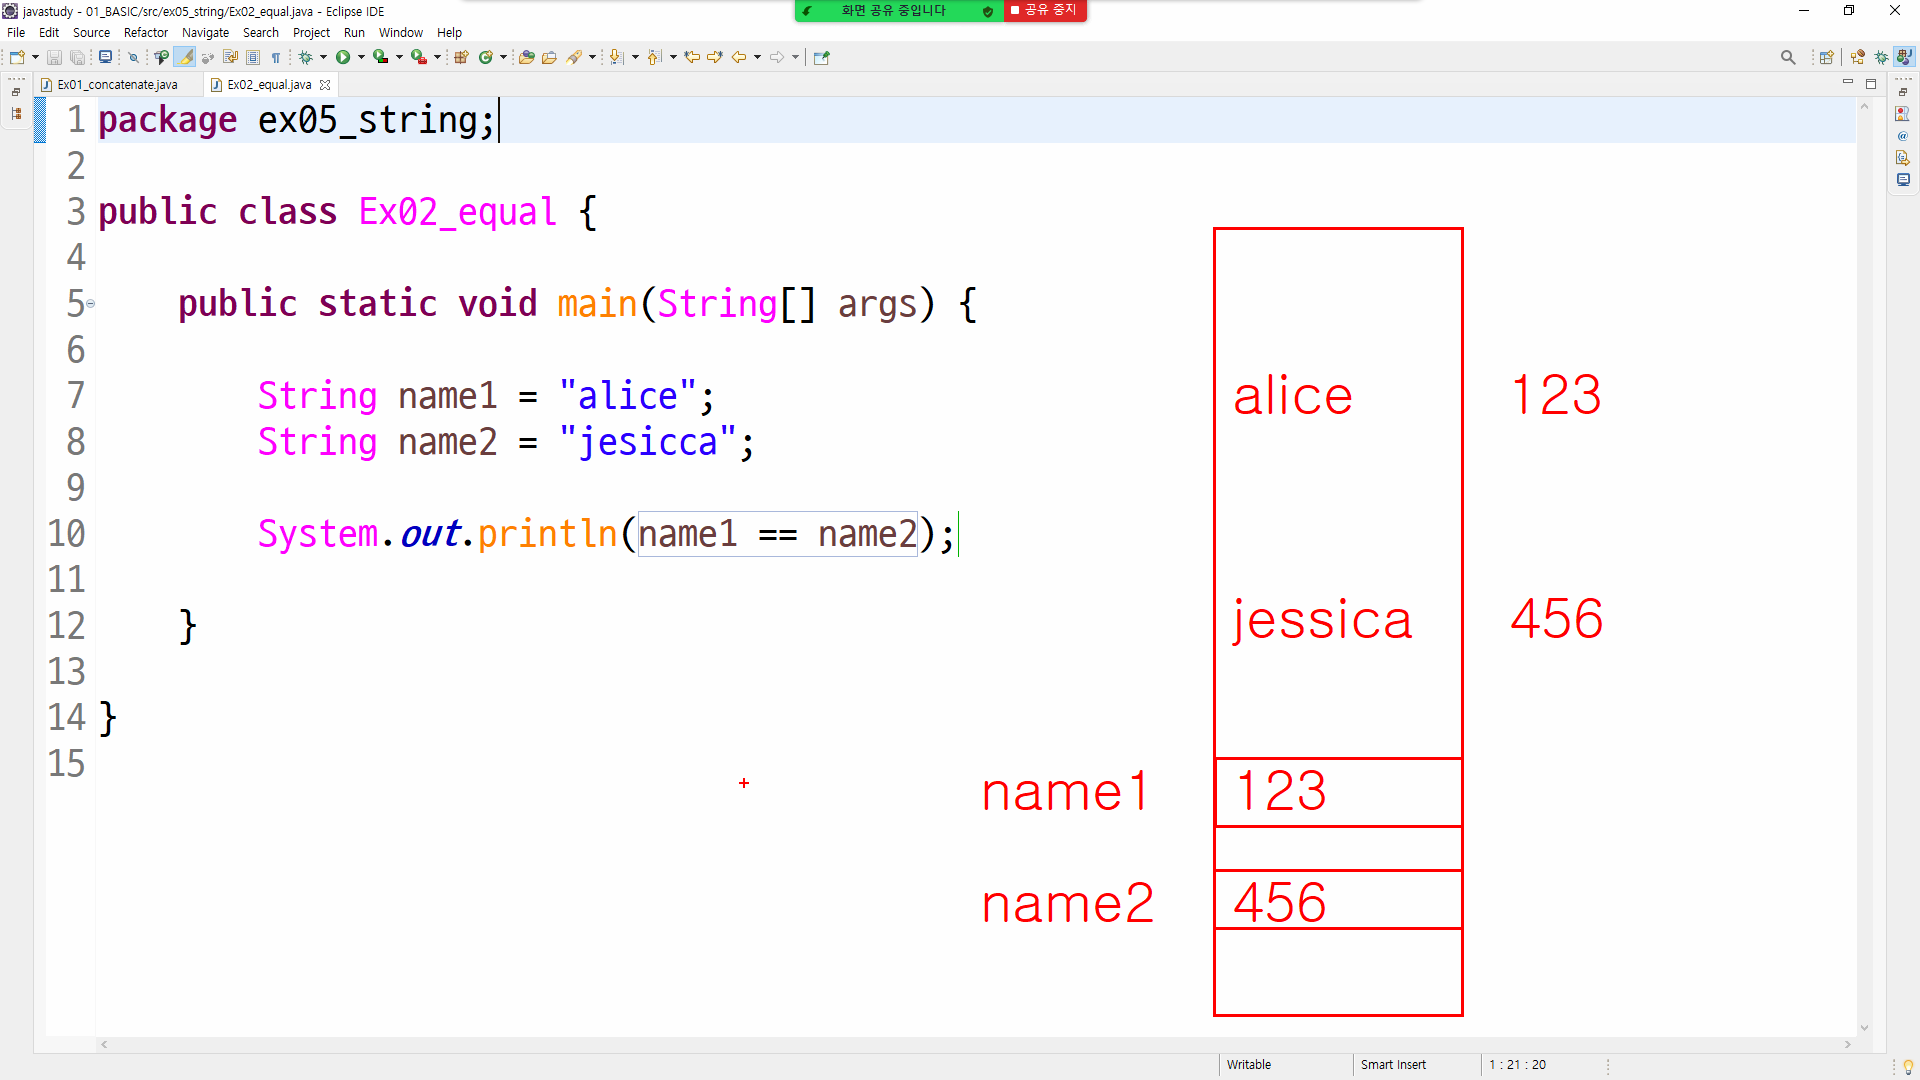 javastudy - 01_BASIC/src/ex05_string/Ex02_equal.java - Eclipse IDE
화면 공유 중입니다
공유 중지
File Edit Source Refactor Navigate Search Project Run Window Help
Ex01_concatenate.java
Ex02_equal.java
1 package ex05_string;
2
3 public class Ex02_equal {
4
5 public static void main(String[] args) {
6
7 String name1 = "alice";
8 String name2 = "jesicca";
9
10 System.out.println(name1 == name2);
11
12 }
13
14 }
15
alice 123
jessica 456
name1 123
name2 456
Writable Smart Insert 1 : 21 : 20